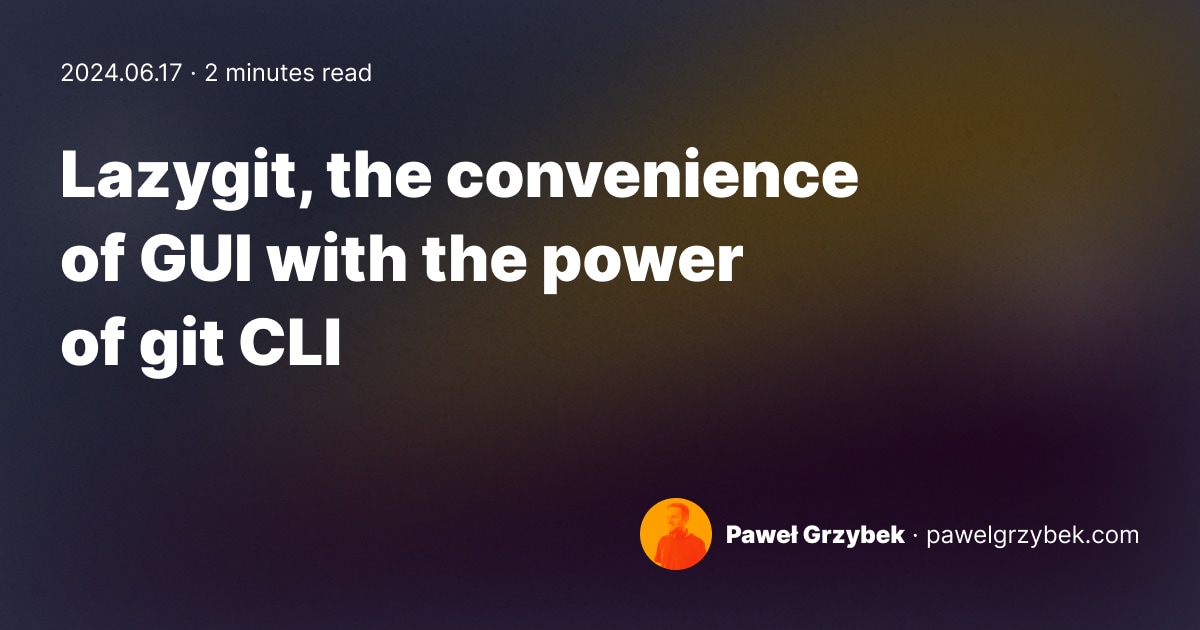 2024.06.17 · 2 minutes read
Lazygit, the convenience
of GUI with the power
of git CLI
Paweł Grzybek · pawelgrzybek.com